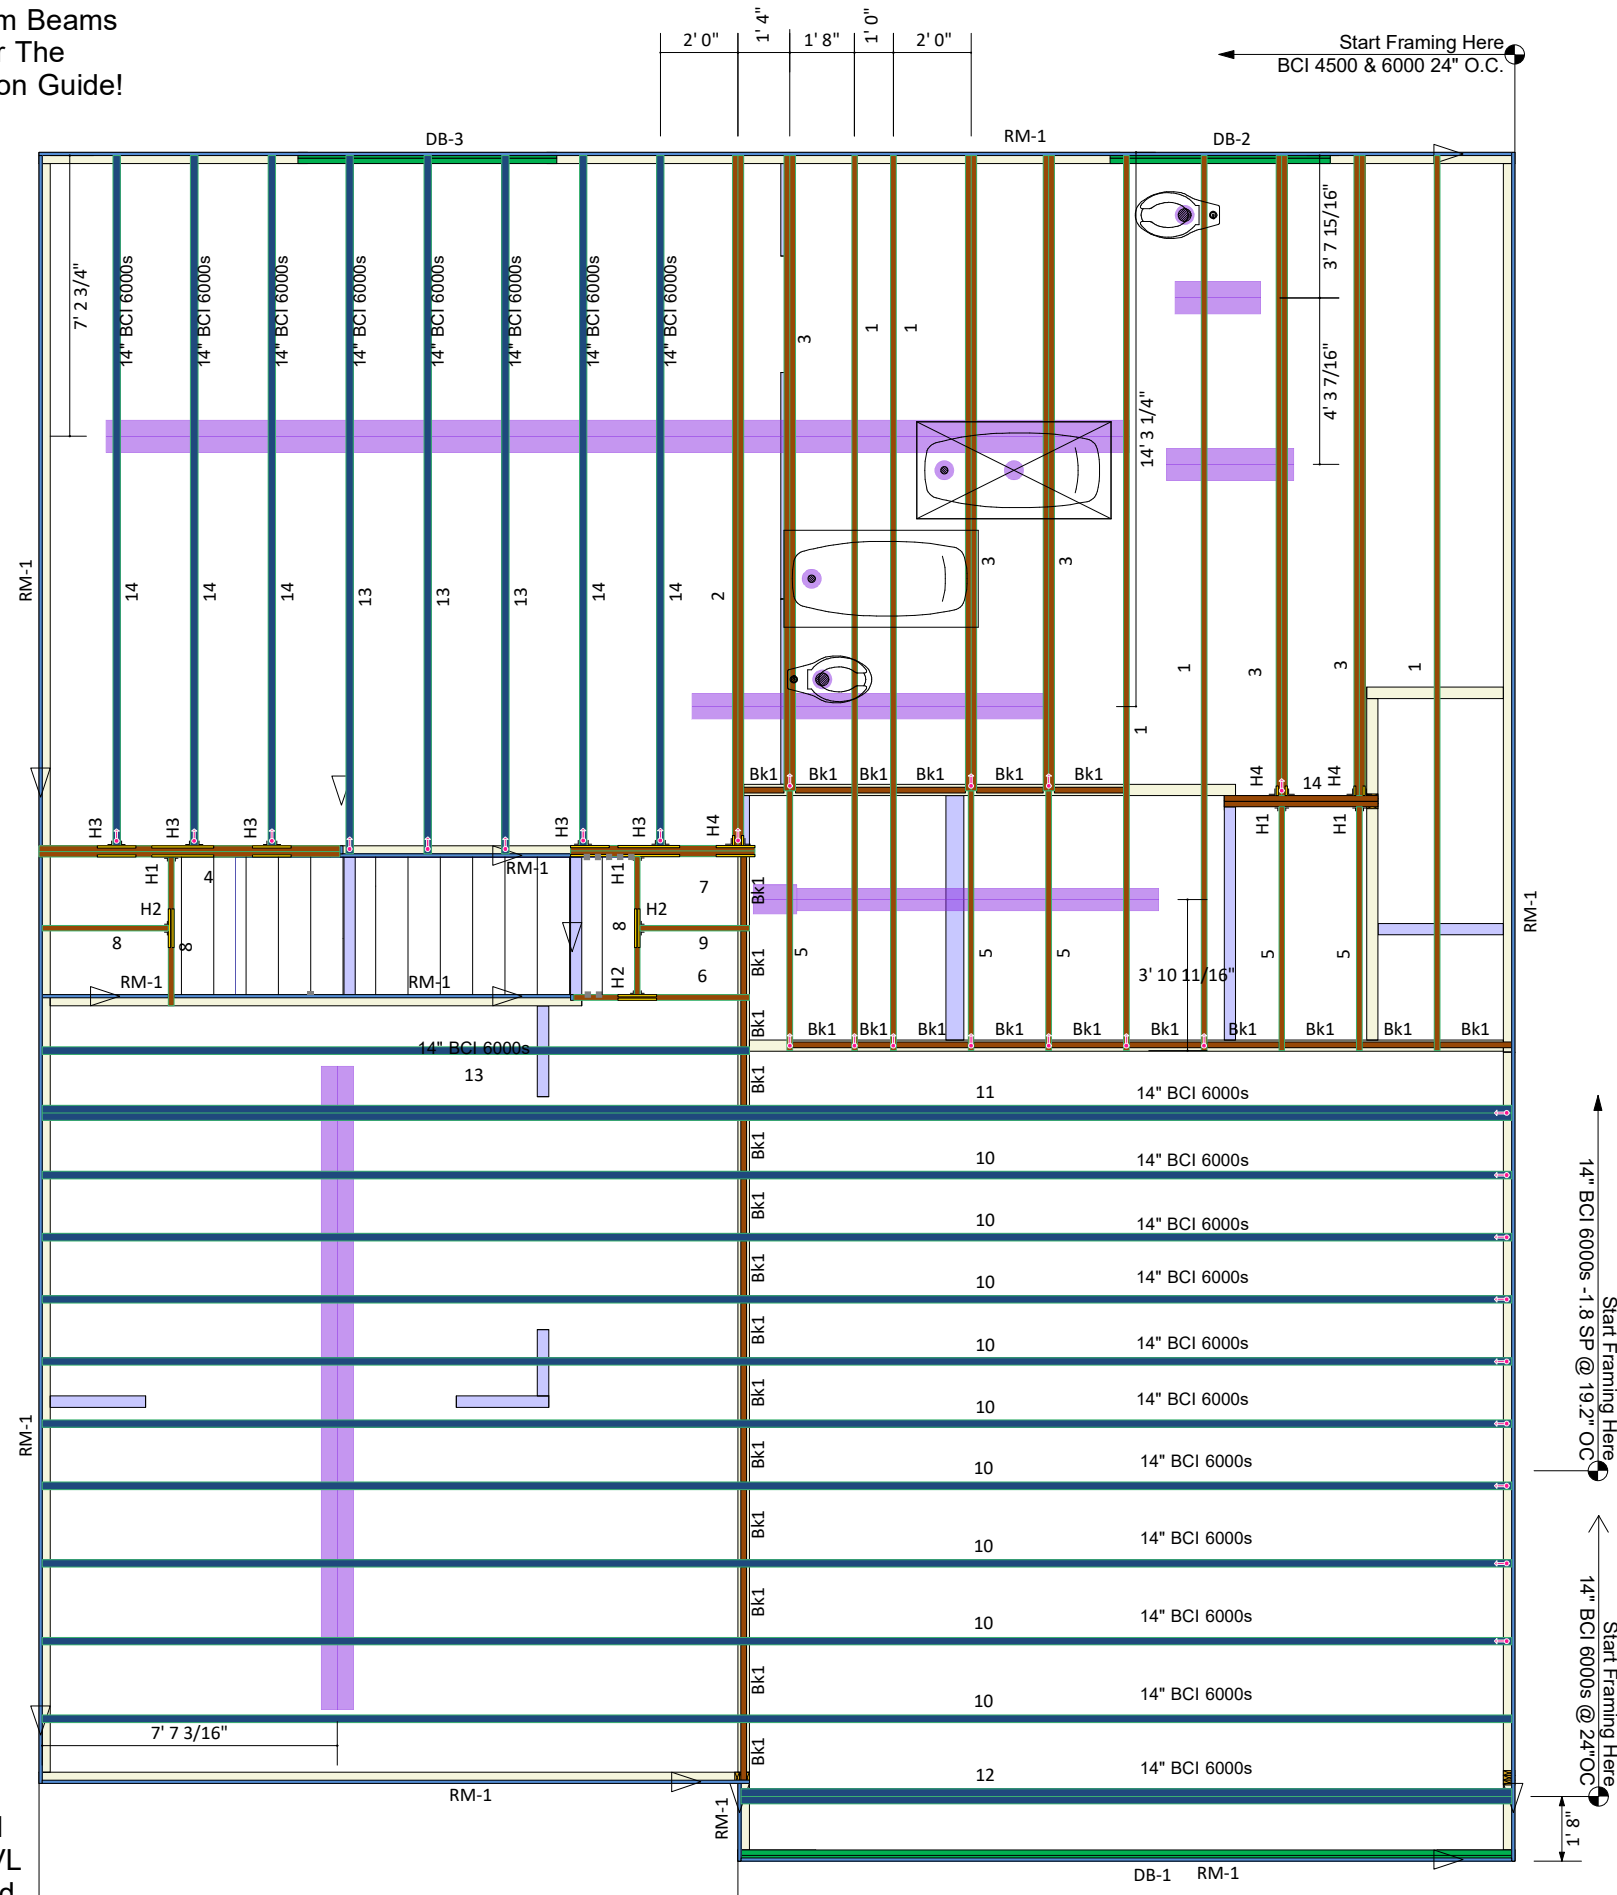 m Beams
r The
on Guide!
2' 0"
1' 4"
1' 8"
1' 0"
2' 0"
Start Framing Here
BCI 4500 & 6000 24" O.C.
DB-3
RM-1
DB-2
7' 2 3/4"
14" BCI 6000s
14" BCI 6000s
14" BCI 6000s
14" BCI 6000s
14" BCI 6000s
14" BCI 6000s
14" BCI 6000s
14" BCI 6000s
3
1
1
3' 7 15/16"
4' 3 7/16"
14' 3 1/4"
RM-1
14
14
14
13
13
13
14
14
2
3
3
1
3
3
1
1
Bk1
Bk1
Bk1
Bk1
Bk1
Bk1
H4
14
H4
H3
H3
H3
H3
H3
H4
H1
H1
H1
4
RM-1
H1
7
Bk1
H2
8
8
8
H2
9
6
H2
Bk1
5
5
5
5
5
RM-1
3' 10 11/16"
RM-1
RM-1
Bk1
Bk1
Bk1
Bk1
Bk1
Bk1
Bk1
Bk1
Bk1
Bk1
Bk1
14" BCI 6000s
13
Bk1
11
14" BCI 6000s
Bk1
10
14" BCI 6000s
Bk1
10
14" BCI 6000s
Bk1
10
14" BCI 6000s
Bk1
10
14" BCI 6000s
Bk1
10
14" BCI 6000s
RM-1
Bk1
10
14" BCI 6000s
Bk1
10
14" BCI 6000s
Bk1
10
14" BCI 6000s
Bk1
10
14" BCI 6000s
Bk1
12
14" BCI 6000s
Start Framing Here
14" BCI 6000s -1.8 SP @ 19.2" OC
Start Framing Here
14" BCI 6000s @ 24"OC
7' 7 3/16"
RM-1
RM-1
1' 8"
DB-1
RM-1
l
/L
d